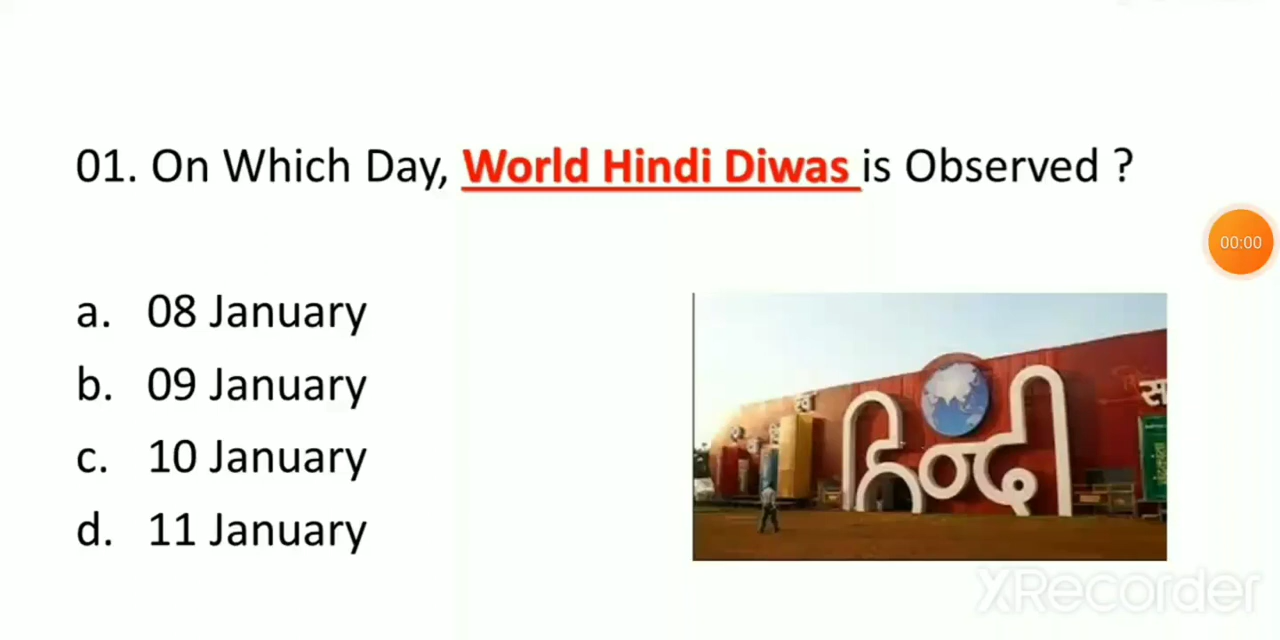 01. On Which Day, World Hindi Diwas is Observed ?
00:00
a. 08 January
b. 09 January
c. 10 January
d. 11 January
हिन्दी
स
XRecorder